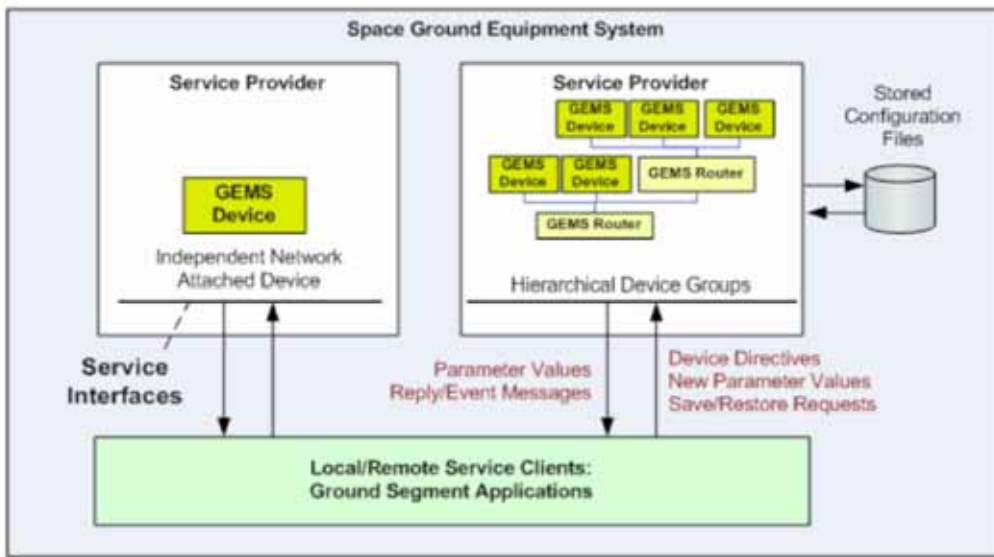 Space Ground Equipment System
Service Provider
GEMS
Device
Independent Network
Attached Device
Service
Interfaces
Service Provider
GEMS
Device
GEMS
Device
GEMS
Device
GEMS
Device
GEMS
Device
GEMS Router
GEMS Router
Hierarchical Device Groups
Stored
Configuration
Files
Parameter Values
Reply/Event Messages
Device Directives
New Parameter Values
Save/Restore Requests
Local/Remote Service Clients:
Ground Segment Applications